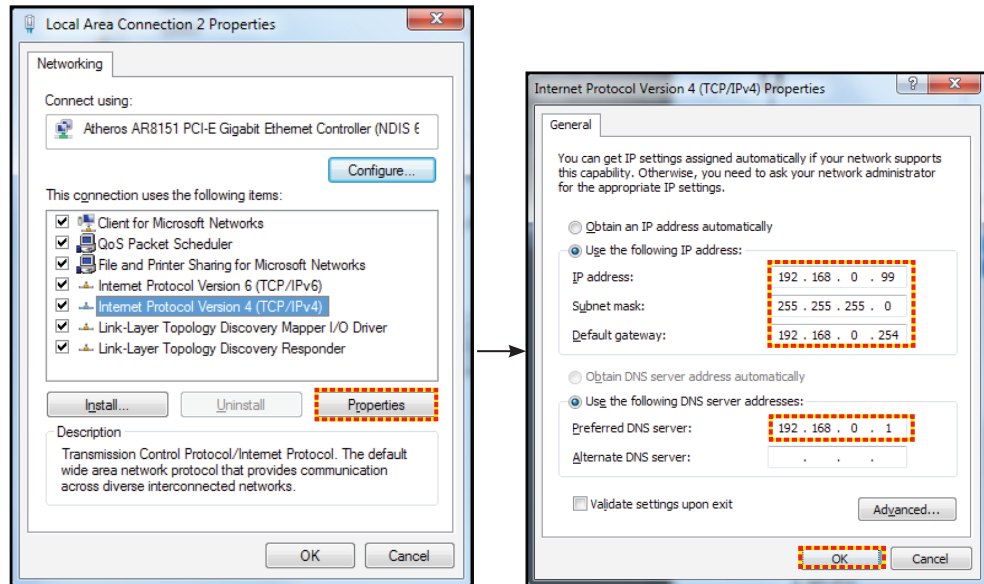 Local Area Connection 2 Properties
Networking
Connect using:
Atheros AR8151 PCI-E Gigabit Ethernet Controller (NDIS 6
Configure...
This connection uses the following items:
Client for Microsoft Networks
QoS Packet Scheduler
File and Printer Sharing for Microsoft Networks
Internet Protocol Version 6 (TCP/IPv6)
Internet Protocol Version 4 (TCP/IPv4)
Link-Layer Topology Discovery Mapper I/O Driver
Link-Layer Topology Discovery Responder
Install...
Uninstall
Properties
Description
Transmission Control Protocol/Internet Protocol. The default
wide area network protocol that provides communication
across diverse interconnected networks.
OK
Cancel
Internet Protocol Version 4 (TCP/IPv4) Properties
General
You can get IP settings assigned automatically if your network supports
this capability. Otherwise, you need to ask your network administrator
for the appropriate IP settings.
Obtain an IP address automatically
Use the following IP address:
IP address: 192 . 168 . 0 . 99
Subnet mask: 255 . 255 . 255 . 0
Default gateway: 192 . 168 . 0 . 254
Obtain DNS server address automatically
Use the following DNS server addresses:
Preferred DNS server: 192 . 168 . 0 . 1
Alternate DNS server: . . .
Validate settings upon exit
Advanced...
OK
Cancel